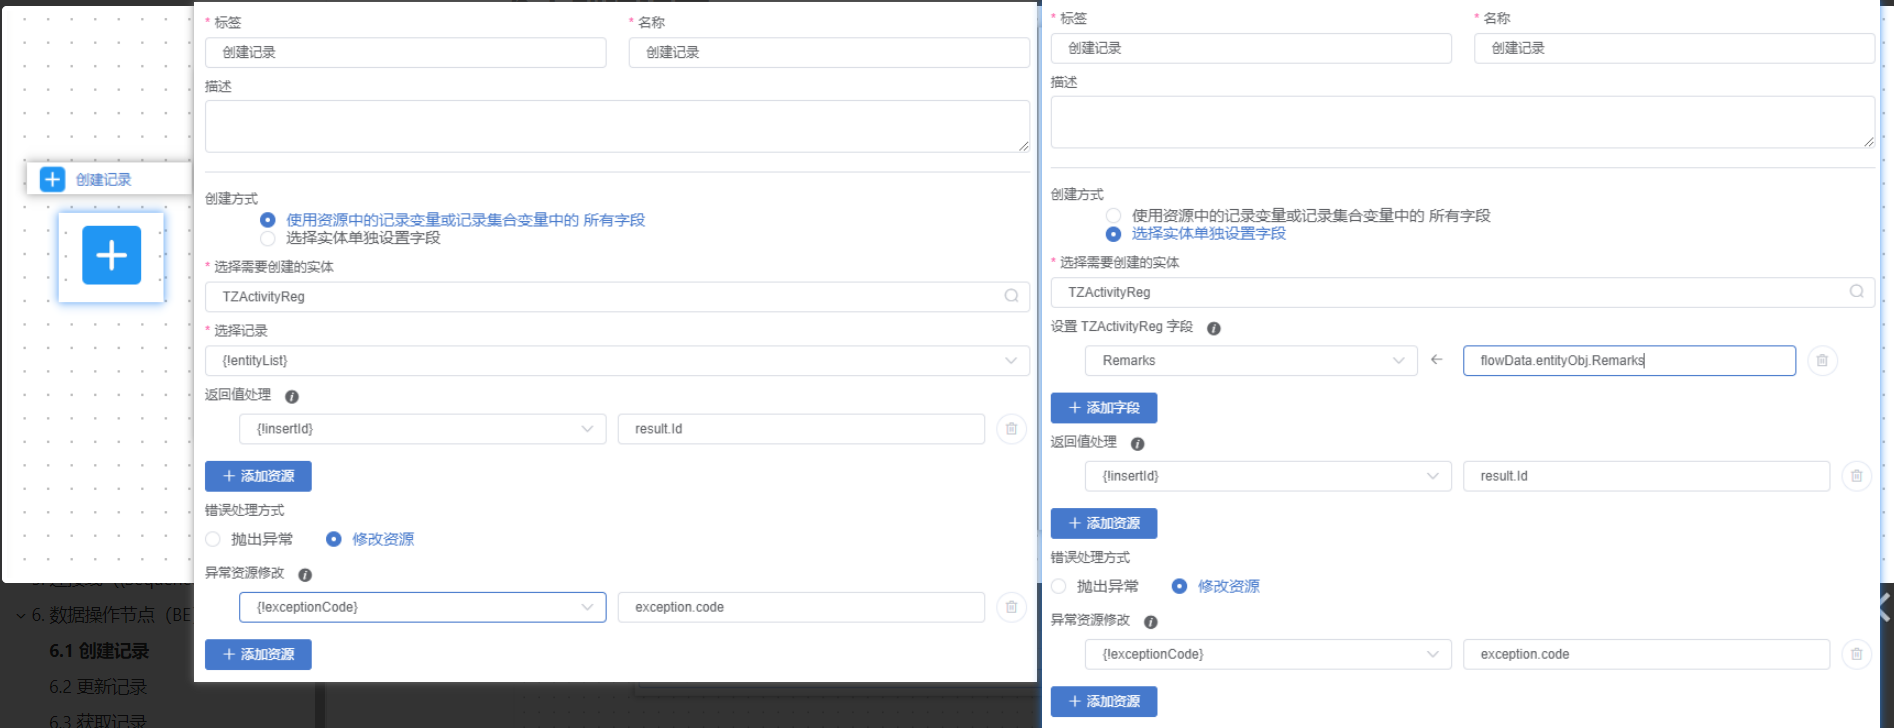 创建记录
6. 数据操作节点（BE
6.1 创建记录
6.2 更新记录
6.3 获取记录
* 标签
* 名称
创建记录
创建记录
描述
创建方式
使用资源中的记录变量或记录集合变量中的 所有字段
选择实体单独设置字段
* 选择需要创建的实体
TZActivityReg
* 选择记录
{!entityList}
返回值处理
{!insertId}
result.Id
添加资源
错误处理方式
抛出异常
修改资源
异常资源修改
{!exceptionCode}
exception.code
添加资源
* 标签
* 名称
创建记录
创建记录
描述
创建方式
使用资源中的记录变量或记录集合变量中的 所有字段
选择实体单独设置字段
* 选择需要创建的实体
TZActivityReg
设置 TZActivityReg 字段
Remarks
flowData.entityObj.Remarks
添加字段
返回值处理
{!insertId}
result.Id
添加资源
错误处理方式
抛出异常
修改资源
异常资源修改
{!exceptionCode}
exception.code
添加资源